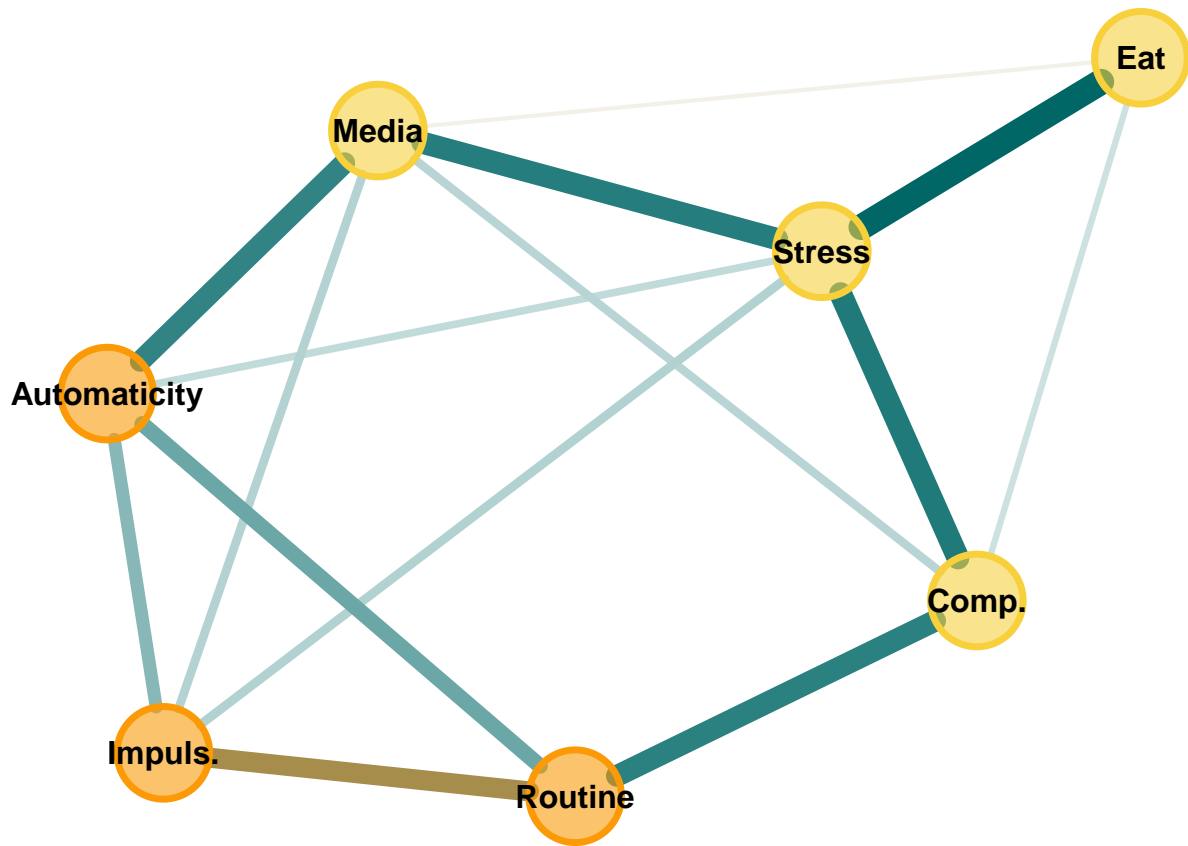 Eat
Media
Stress
Automaticity
Comp.
Impuls.
Routine